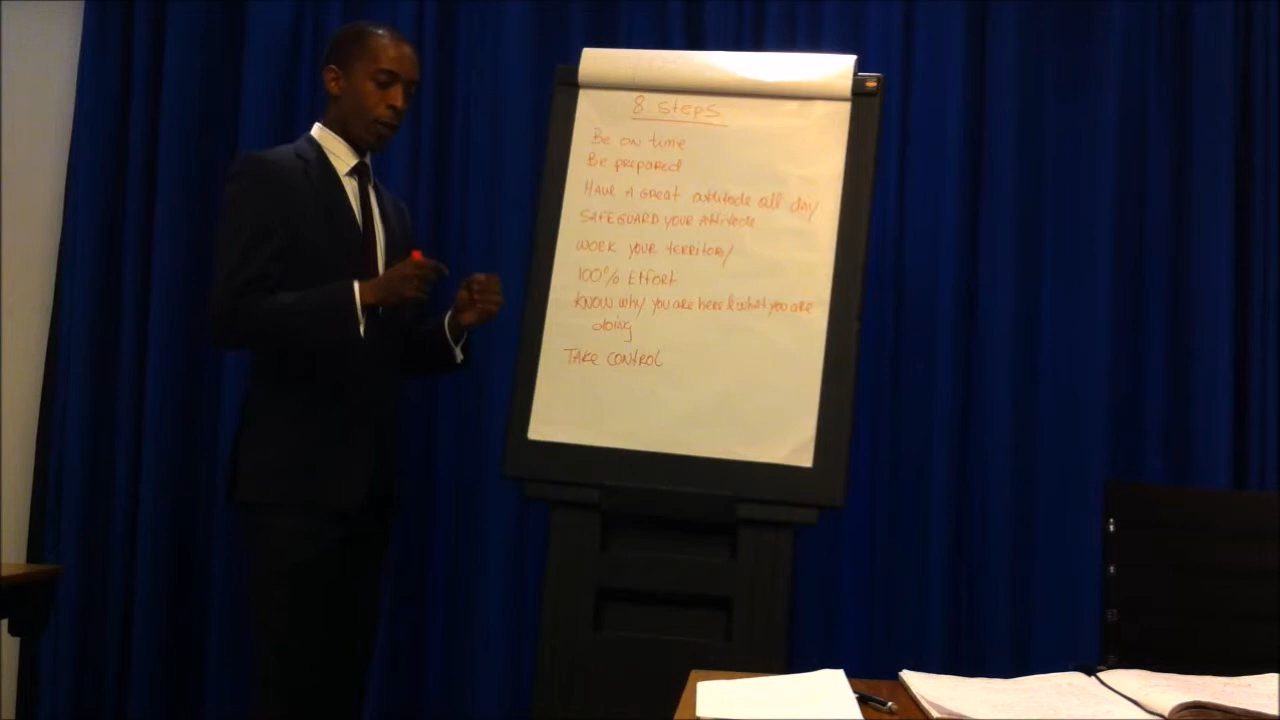 8 Steps
Be on time
Be prepared
HAVE A GREAT attitude all day
SAFEGUARD YOUR Attitude
WORK YOUR territory
100% Effort
KNOW why you are here & what you are
doing
TAKE CONTROL